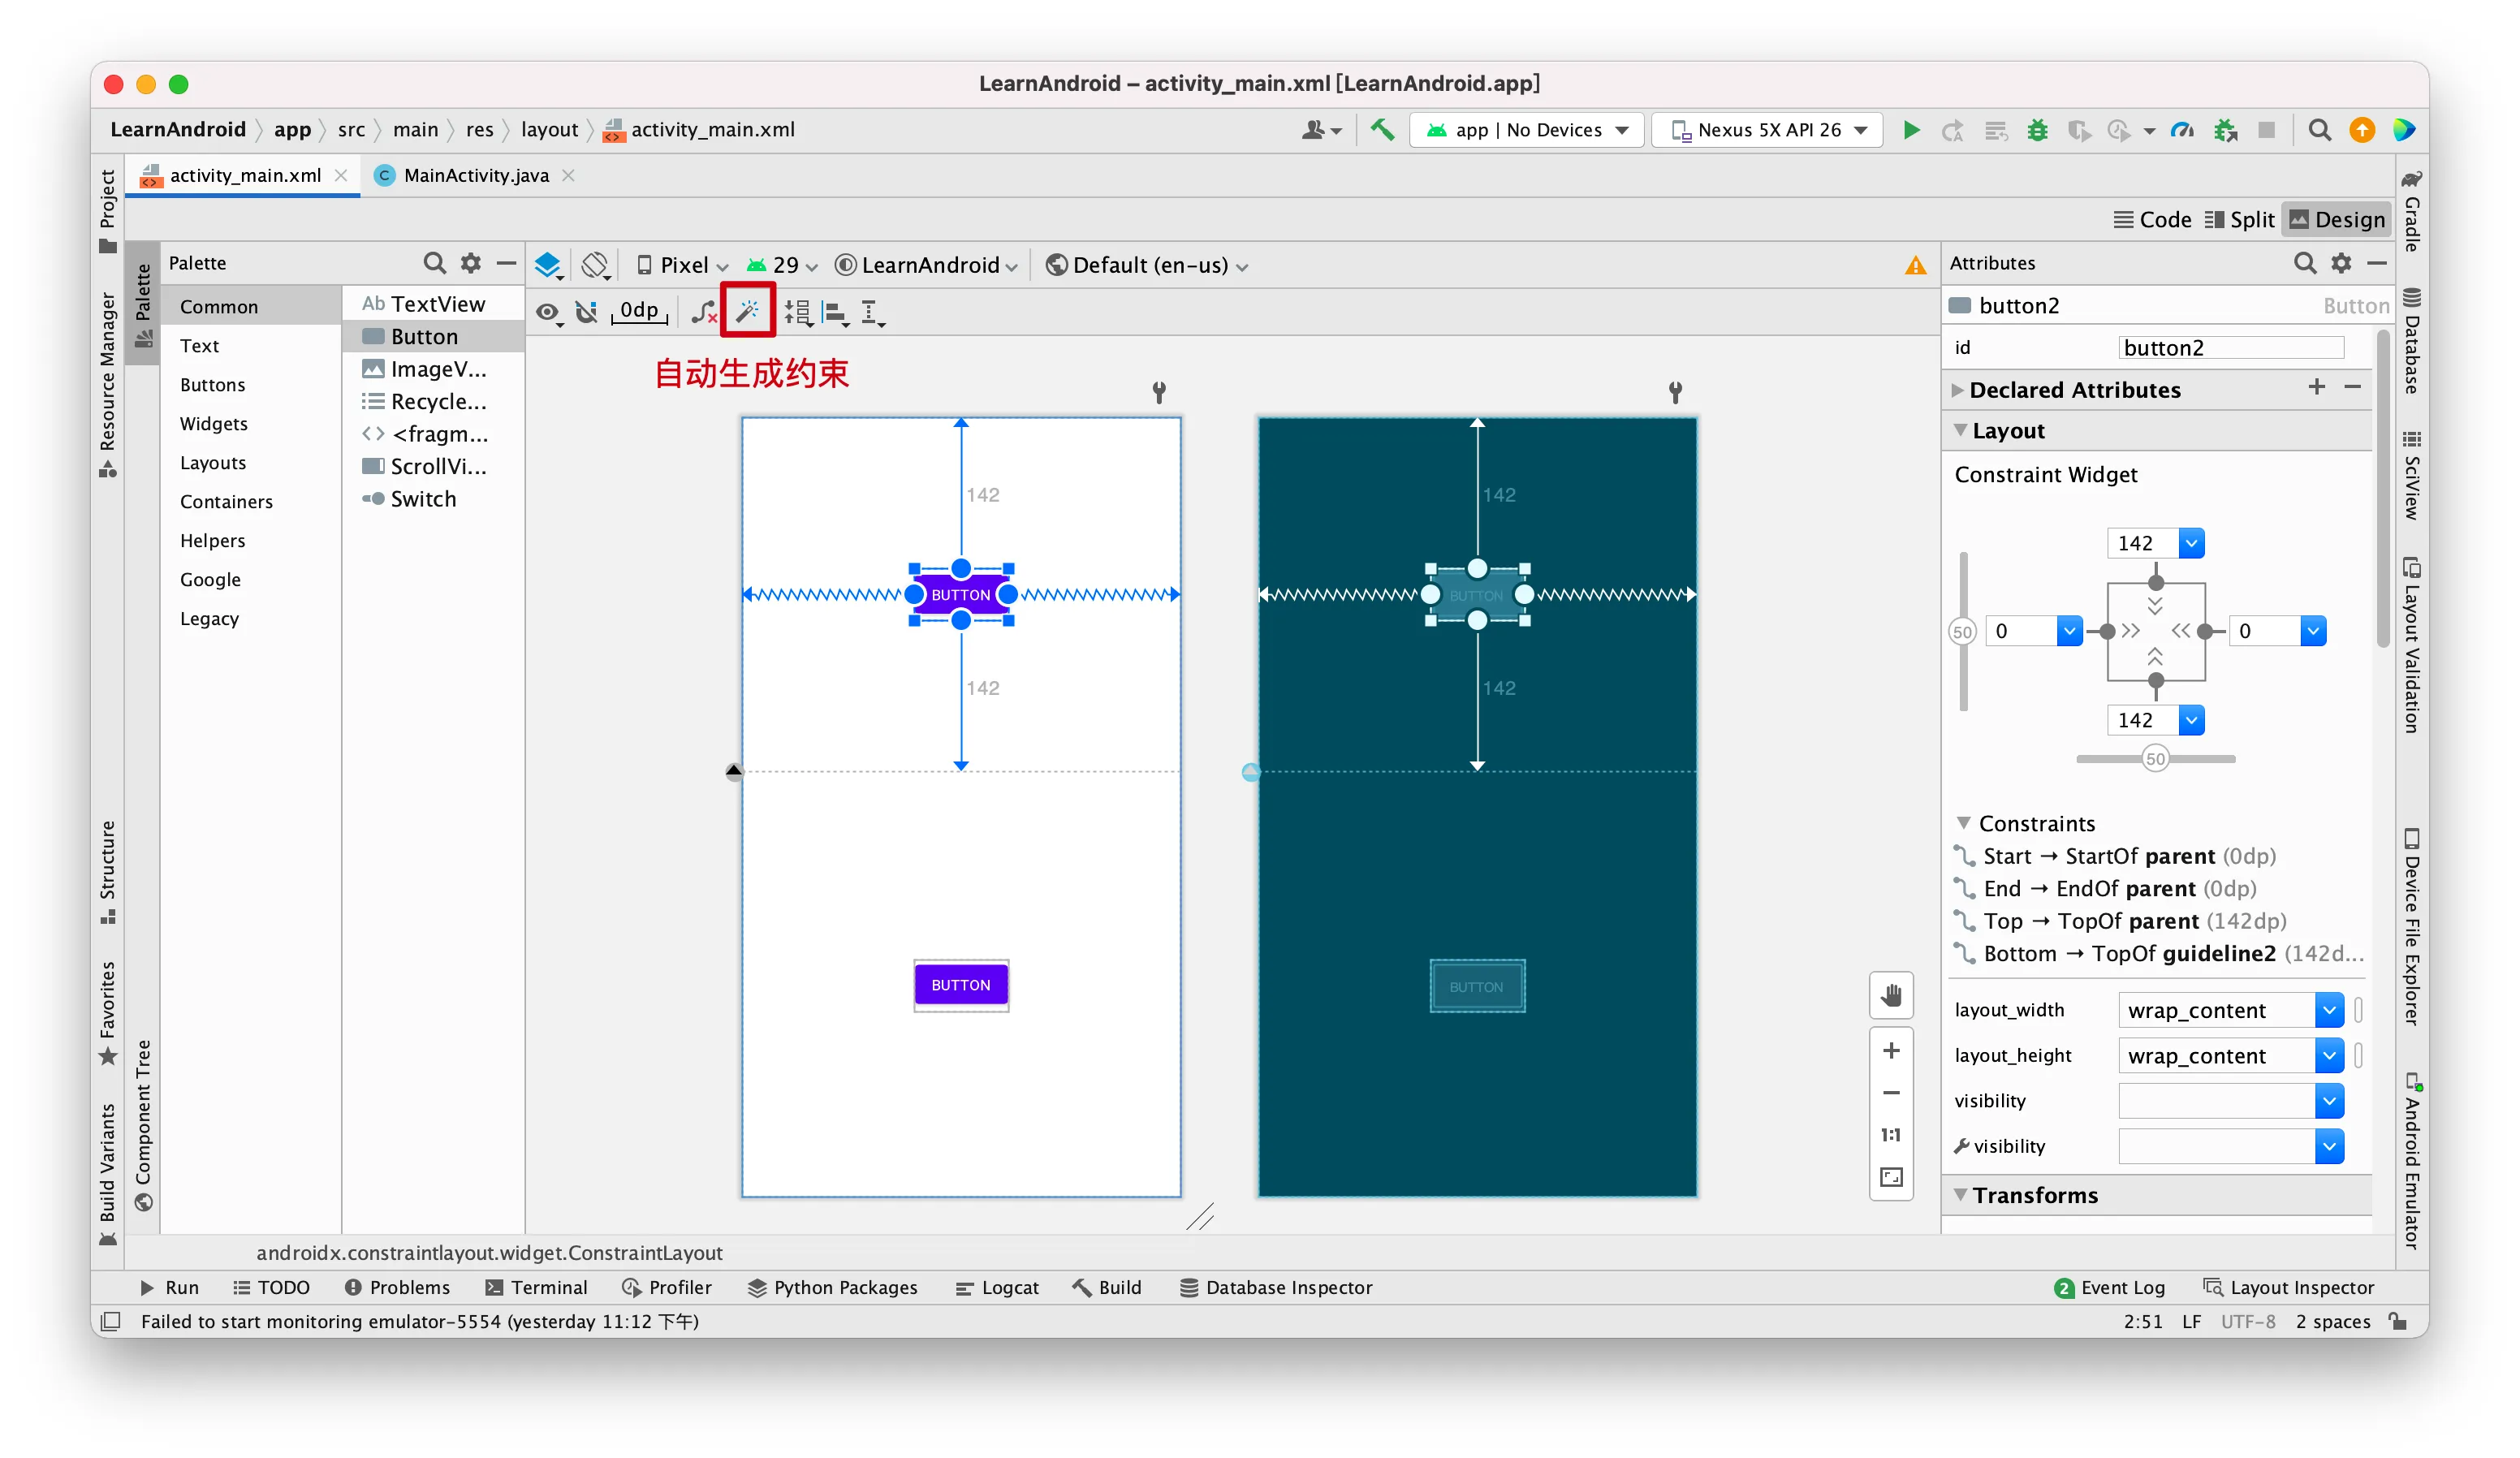 LearnAndroid – activity_main.xml [LearnAndroid.app]
LearnAndroid app src main res layout activity_main.xml
app | No Devices
Nexus 5X API 26
activity_main.xml
MainActivity.java
Code
Split
Design
Project
Resource Manager
Structure
Favorites
Build Variants
Palette
Component Tree
Palette
Common
Text
Buttons
Widgets
Layouts
Containers
Helpers
Google
Legacy
Ab TextView
Button
ImageV...
Recycle...
<fragm...
ScrollVi...
Switch
Pixel
29
LearnAndroid
Default (en-us)
0dp
自动生成约束
142
BUTTON
142
BUTTON
142
BUTTON
142
BUTTON
1:1
Attributes
button2
Button
id
button2
Declared Attributes
Layout
Constraint Widget
142
50
0
0
142
50
Constraints
Start → StartOf parent (0dp)
End → EndOf parent (0dp)
Top → TopOf parent (142dp)
Bottom → TopOf guideline2 (142d...
layout_width
wrap_content
layout_height
wrap_content
visibility
visibility
Transforms
Gradle
Database
SciView
Layout Validation
Device File Explorer
Android Emulator
androidx.constraintlayout.widget.ConstraintLayout
Run
TODO
Problems
Terminal
Profiler
Python Packages
Logcat
Build
Database Inspector
2 Event Log
Layout Inspector
Failed to start monitoring emulator-5554 (yesterday 11:12 下午)
2:51 LF UTF-8 2 spaces